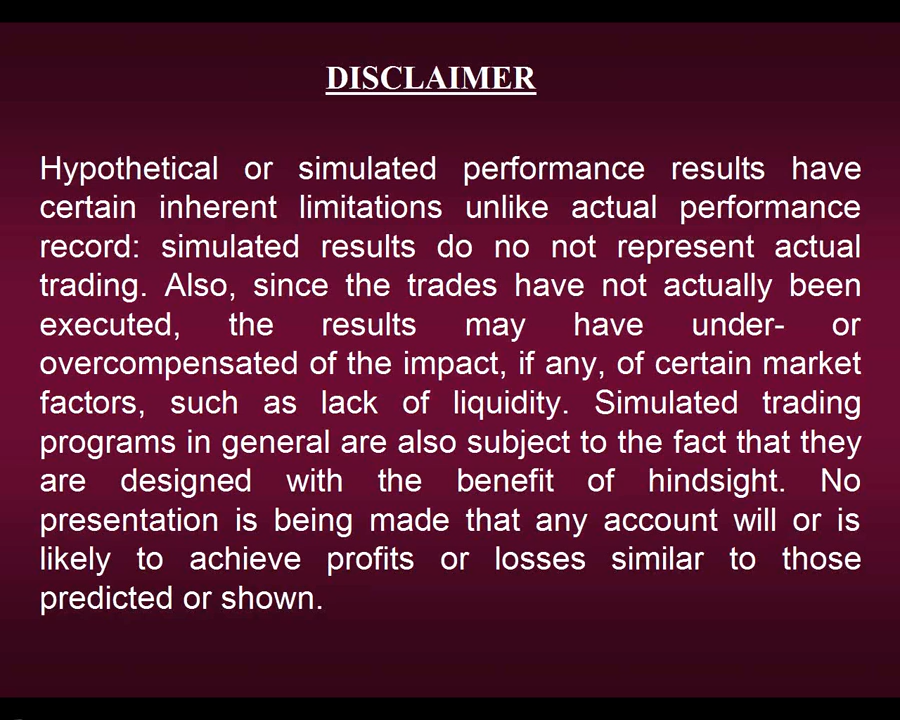 DISCLAIMER
Hypothetical or simulated performance results have
certain inherent limitations unlike actual performance
record: simulated results do no not represent actual
trading. Also, since the trades have not actually been
executed, the results may have under- or
overcompensated of the impact, if any, of certain market
factors, such as lack of liquidity. Simulated trading
programs in general are also subject to the fact that they
are designed with the benefit of hindsight. No
presentation is being made that any account will or is
likely to achieve profits or losses similar to those
predicted or shown.